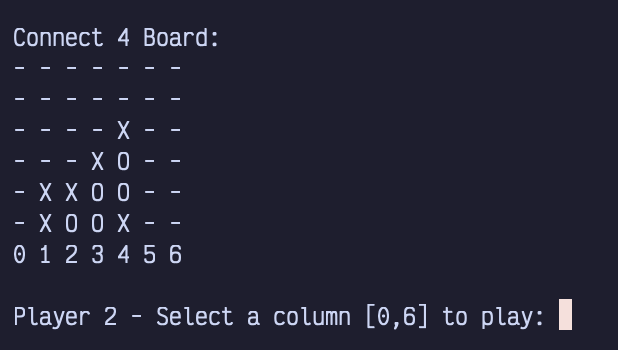 Connect 4 Board:
- - - - - - -
- - - - - - -
- - - - X - -
- - - X O - -
- X X O O - -
- X O O X - -
0 1 2 3 4 5 6
Player 2 - Select a column [0,6] to play: